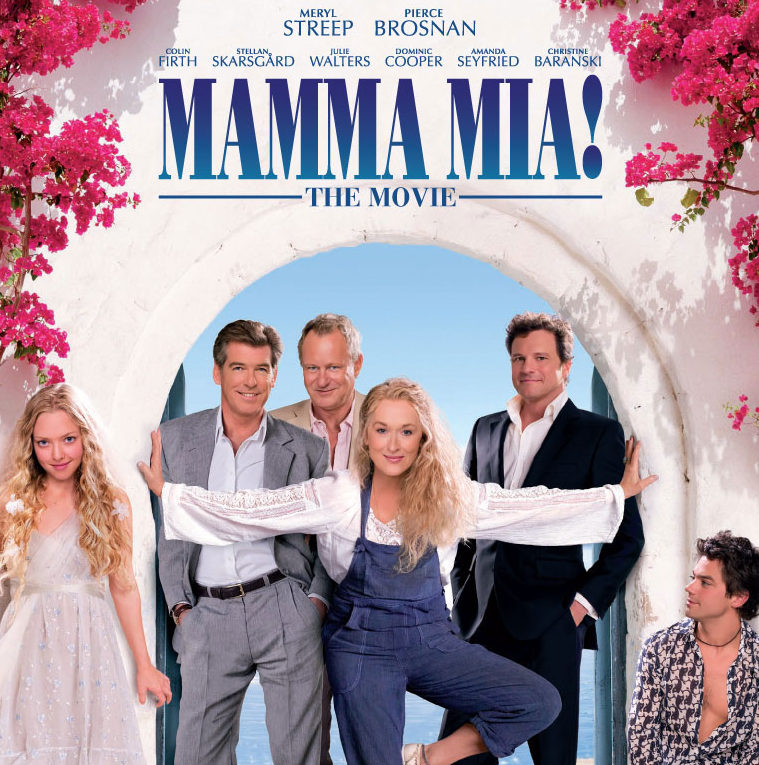 MERYL STREEP PIERCE BROSNAN
COLIN FIRTH STELLAN SKARSGÅRD JULIE WALTERS DOMINIC COOPER AMANDA SEYFRIED CHRISTINE BARANSKI
MAMMA MIA!
THE MOVIE